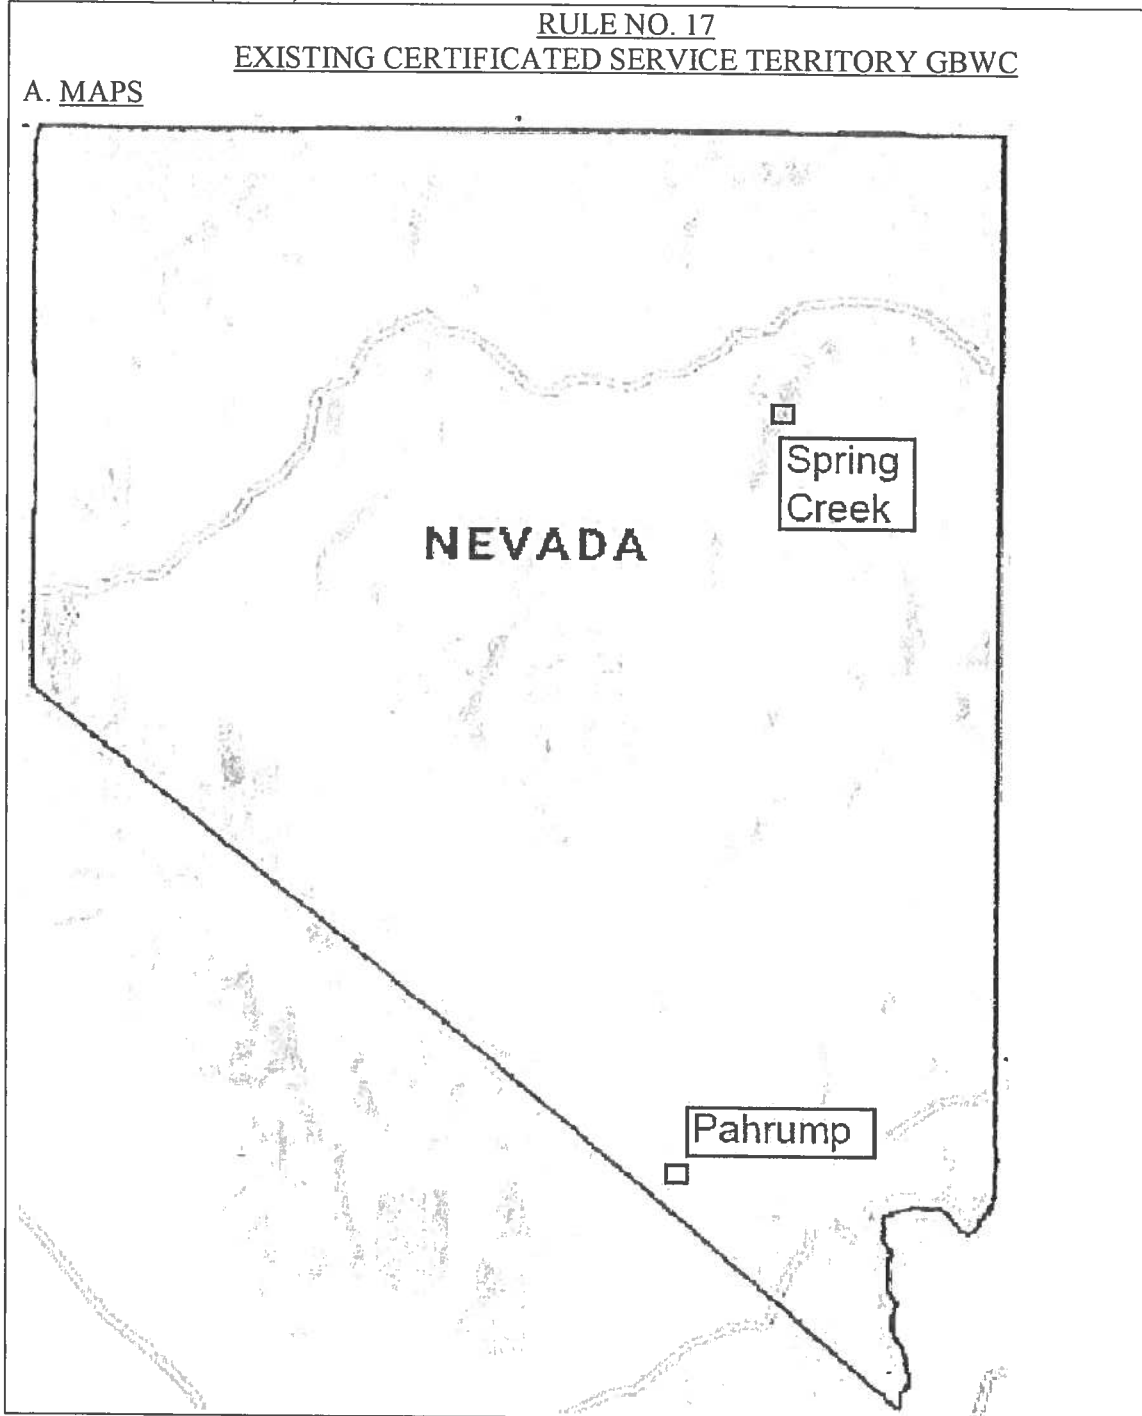 RULE NO. 17
EXISTING CERTIFICATED SERVICE TERRITORY GBWC
A. MAPS
Spring
Creek
NEVADA
Pahrump